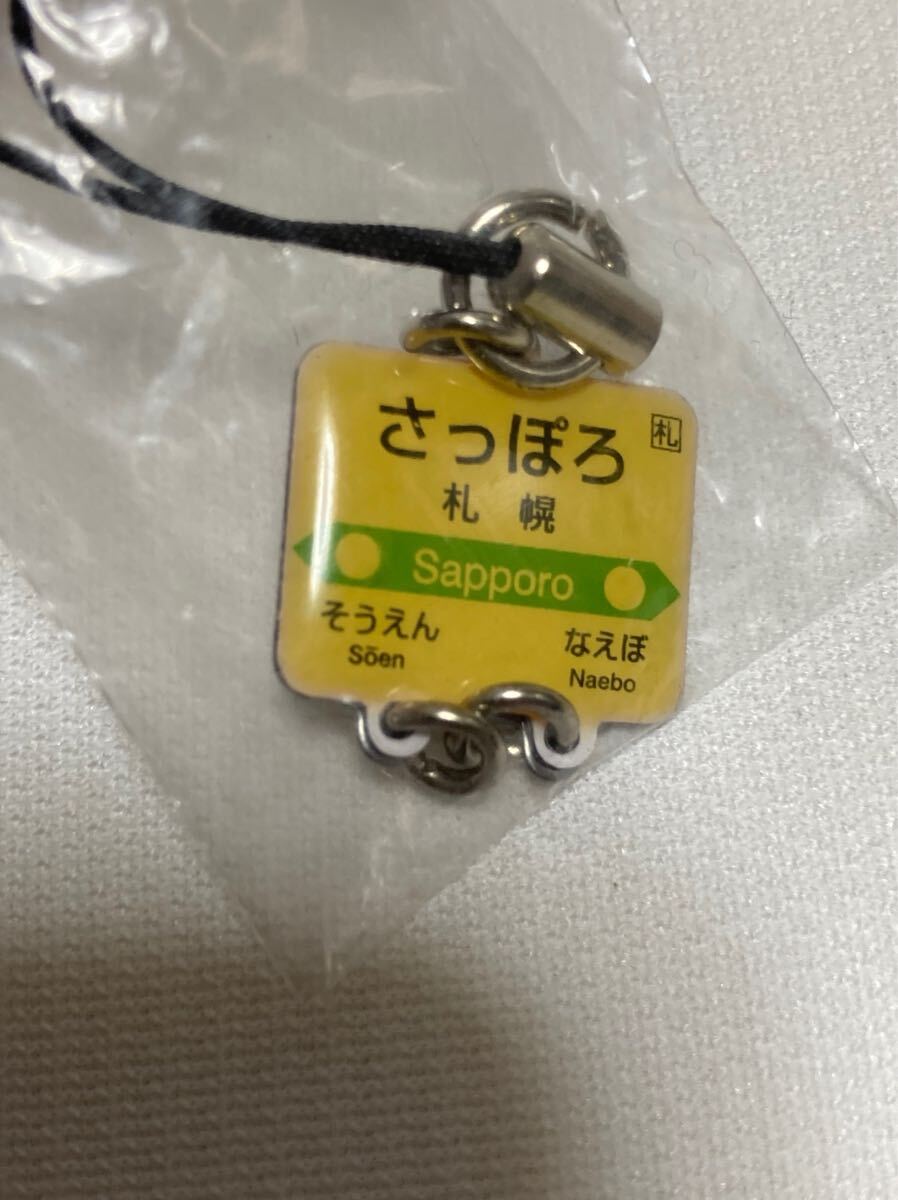 さっぽろ 札
札幌
Sapporo
そうえん なえぼ
Sōen Naebo